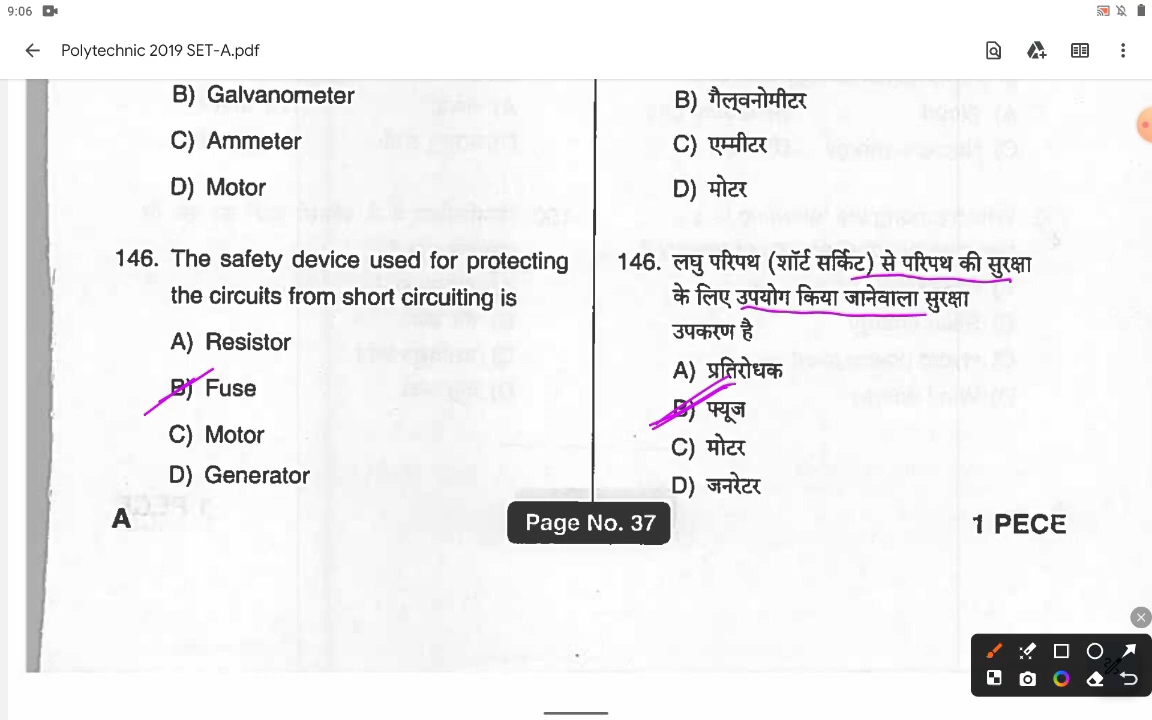 9:06
Polytechnic 2019 SET-A.pdf
B) Galvanometer
C) Ammeter
D) Motor
146. The safety device used for protecting
the circuits from short circuiting is
A) Resistor
B) Fuse
C) Motor
D) Generator
A
B) गैल्वनोमीटर
C) एम्मीटर
D) मोटर
146. लघु परिपथ (शॉर्ट सर्किट) से परिपथ की सुरक्षा
के लिए उपयोग किया जानेवाला सुरक्षा
उपकरण है
A) प्रतिरोधक
B) फ्यूज
C) मोटर
D) जनरेटर
Page No. 37
1 PECE